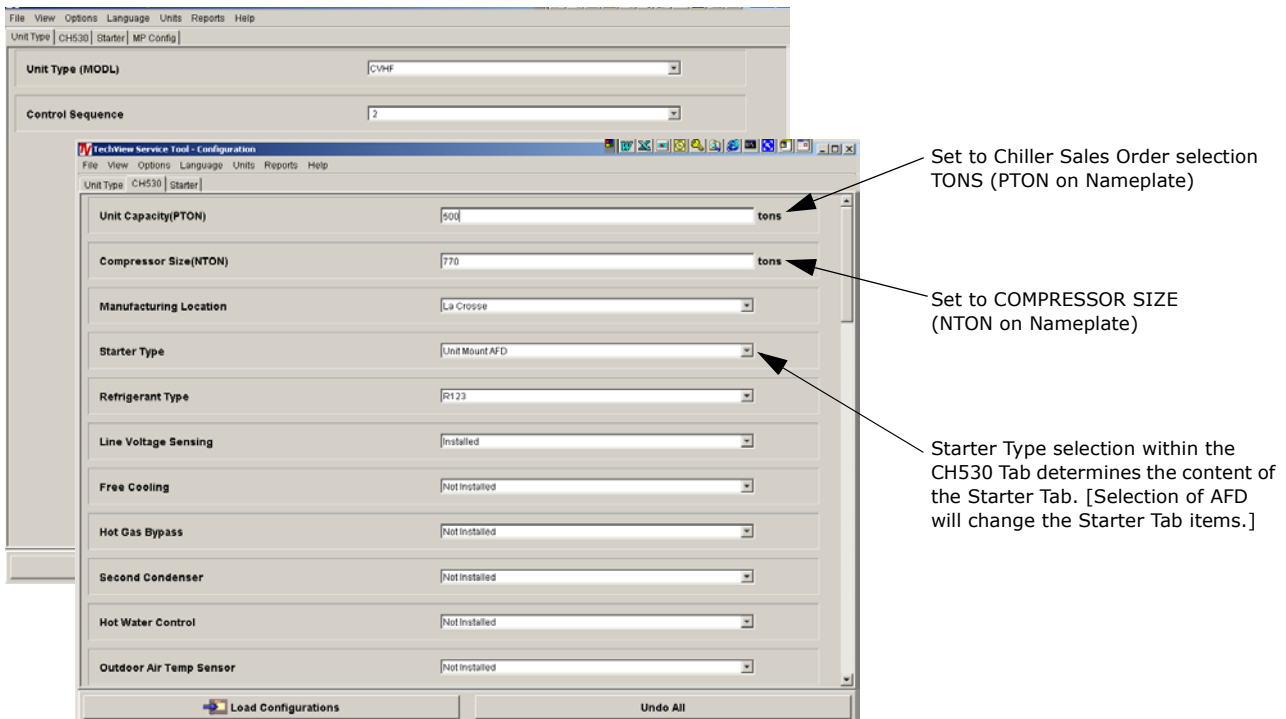 File View Options Language Units Reports Help
Unit Type CH530 Starter MP Config
Unit Type (MODL) CVHF
Control Sequence 2
TechView Service Tool - Configuration
File View Options Language Units Reports Help
Unit Type CH530 Starter
Unit Capacity(PTON) 500 tons
Compressor Size(NTON) 770 tons
Manufacturing Location La Crosse
Starter Type Unit Mount AFD
Refrigerant Type R123
Line Voltage Sensing Installed
Free Cooling Not Installed
Hot Gas Bypass Not Installed
Second Condenser Not Installed
Hot Water Control Not Installed
Outdoor Air Temp Sensor Not Installed
Load Configurations Undo All
Set to Chiller Sales Order selection
TONS (PTON on Nameplate)
Set to COMPRESSOR SIZE
(NTON on Nameplate)
Starter Type selection within the
CH530 Tab determines the content of
the Starter Tab. [Selection of AFD
will change the Starter Tab items.]